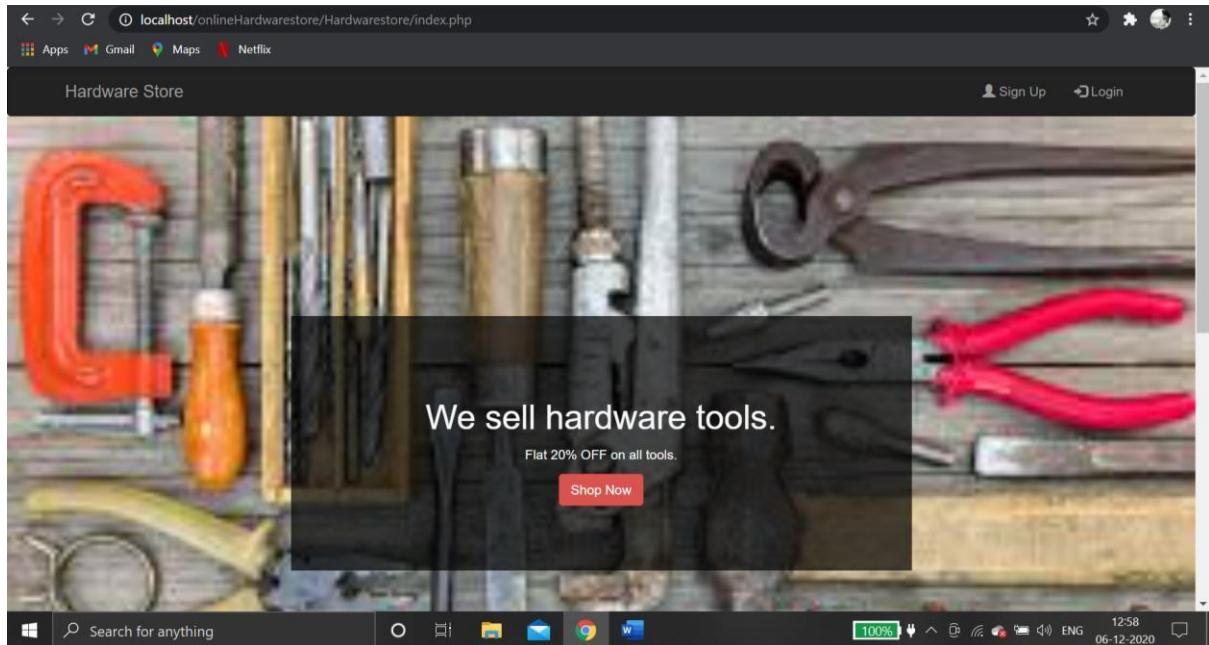 localhost/onlineHardwarestore/Hardwarestore/index.php
Apps Gmail Maps Netflix
Hardware Store Sign Up Login
We sell hardware tools.
Flat 20% OFF on all tools.
Shop Now
Search for anything 100% ENG 12:58
06-12-2020